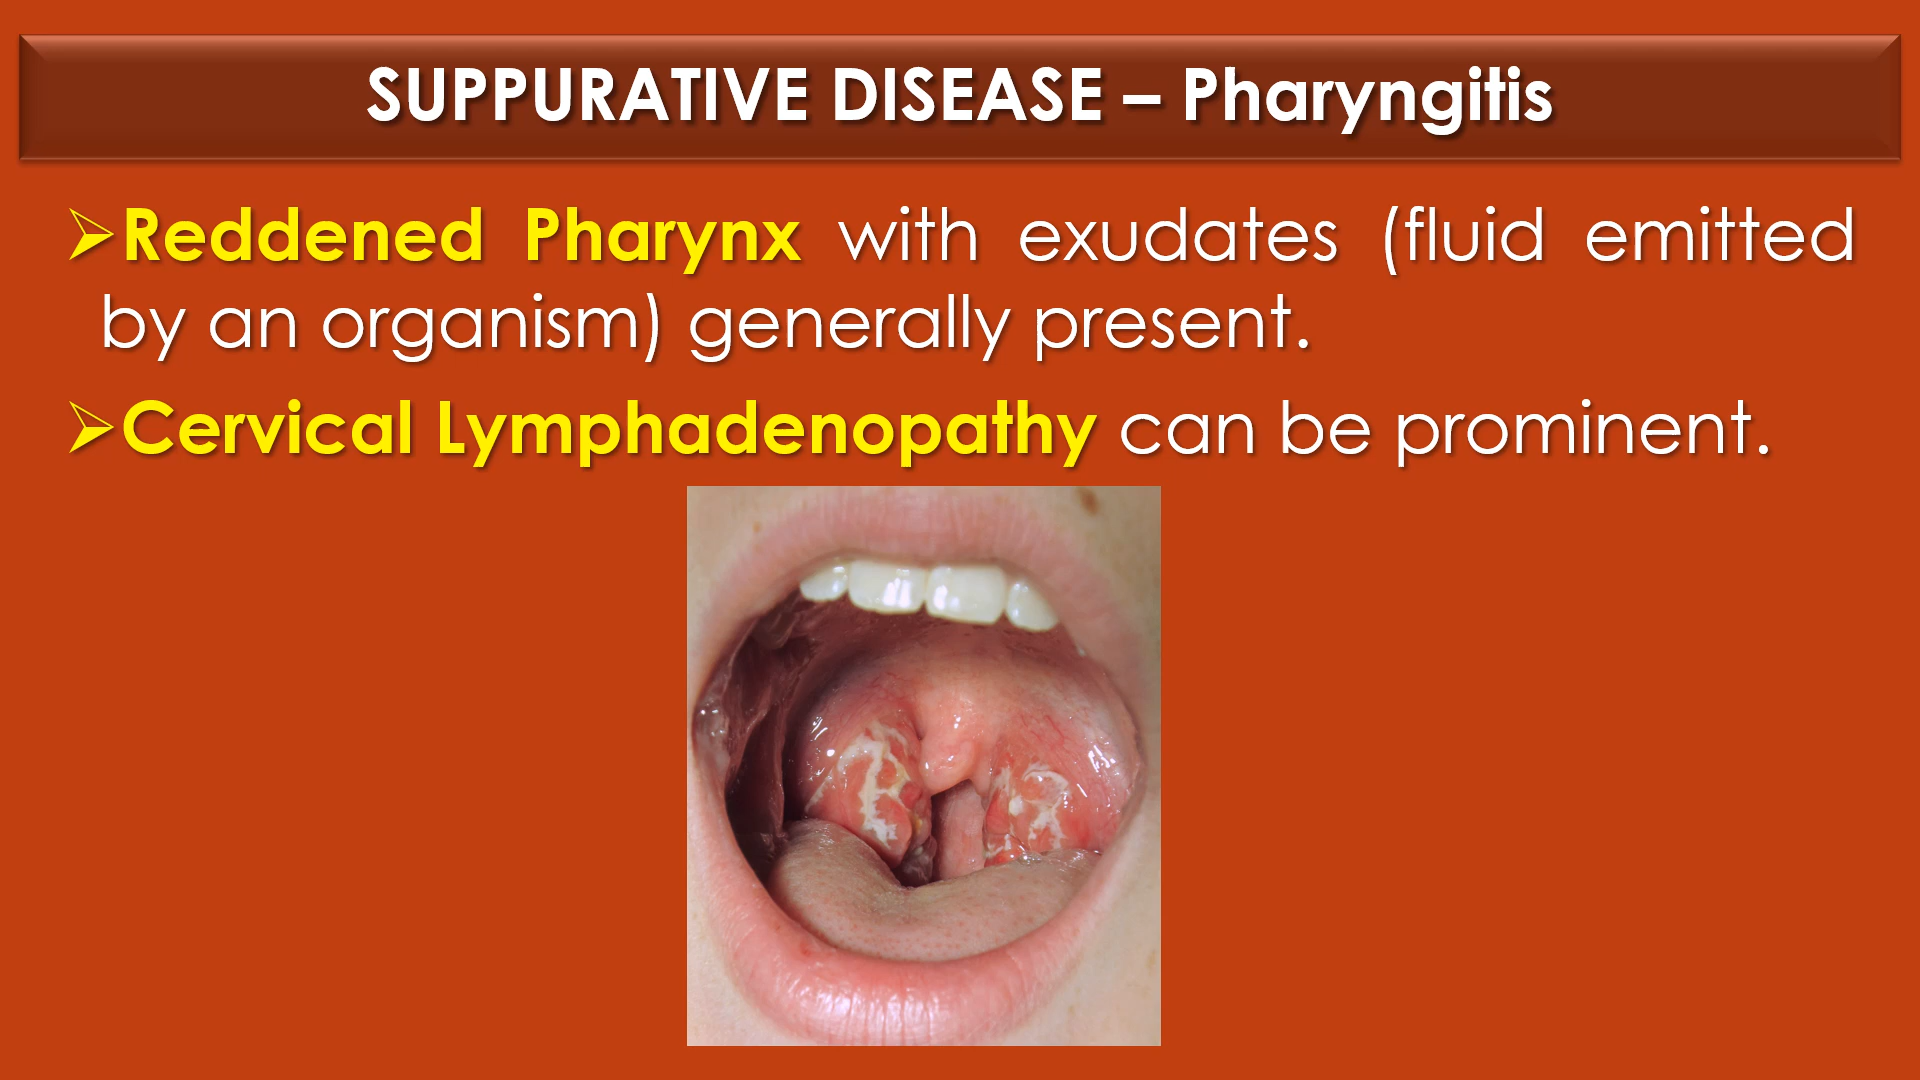 SUPPURATIVE DISEASE – Pharyngitis
➢Reddened Pharynx with exudates (fluid emitted
by an organism) generally present.
➢Cervical Lymphadenopathy can be prominent.